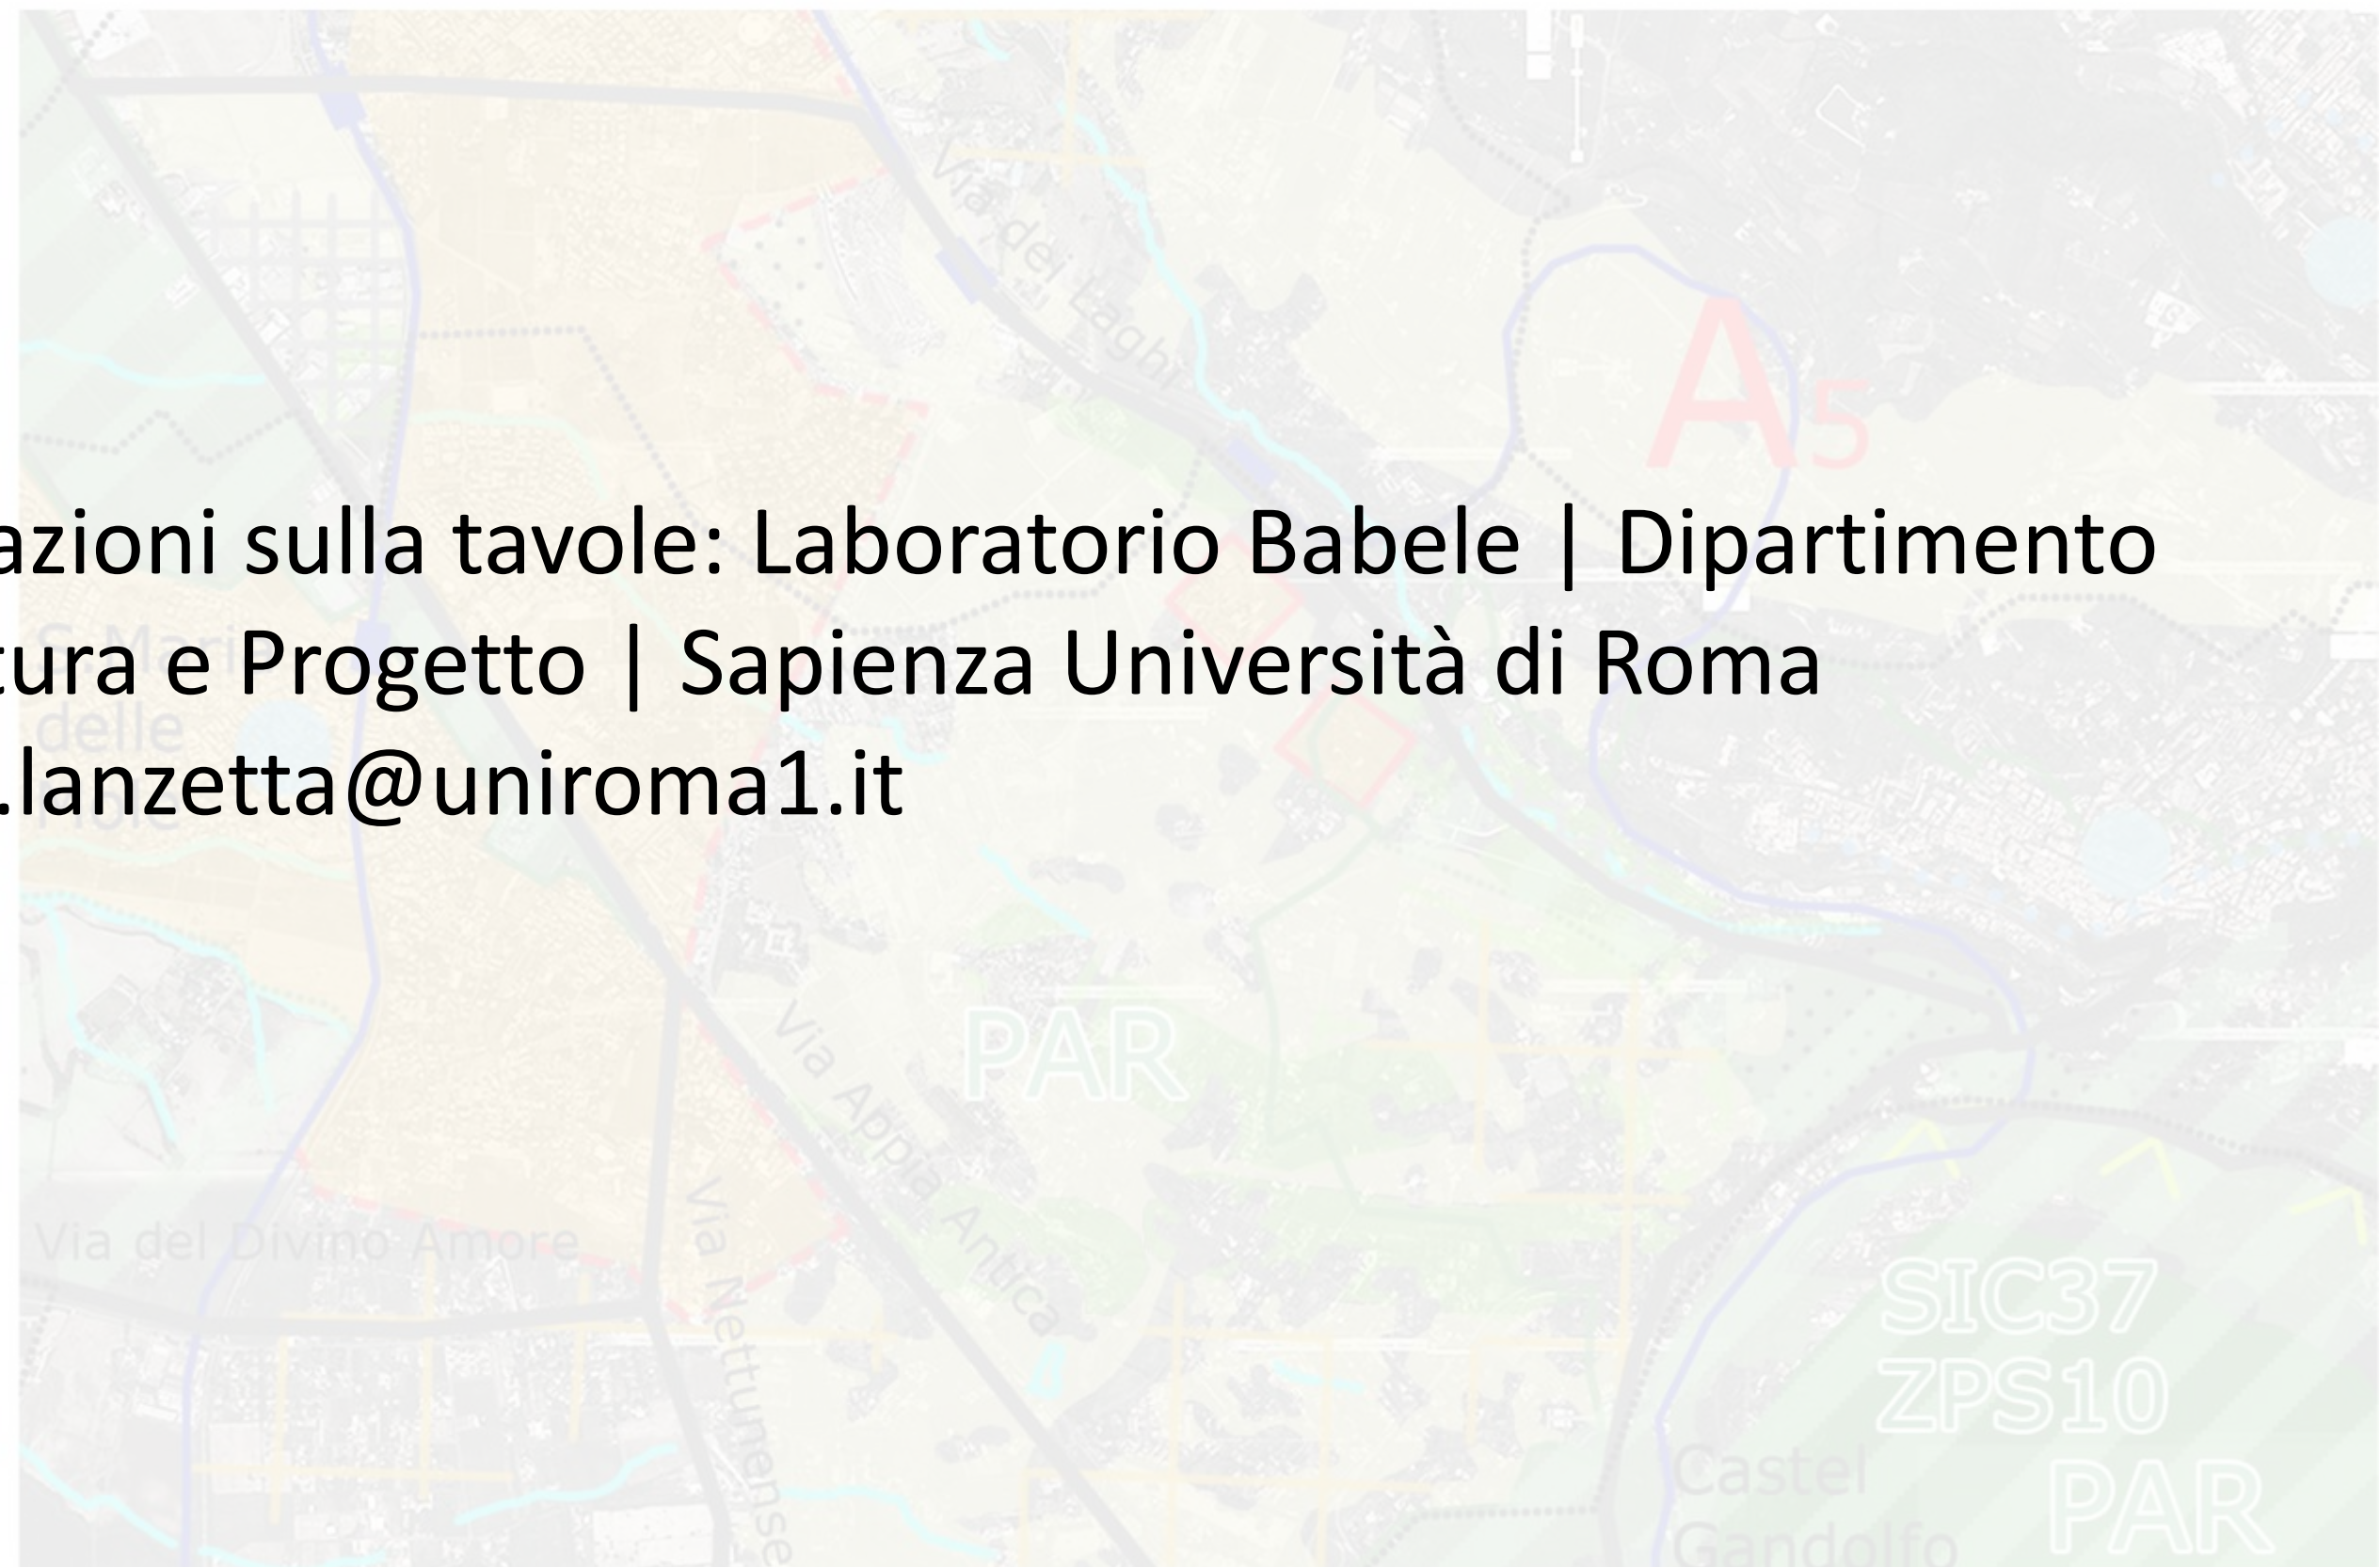 azioni sulla tavole: Laboratorio Babele | Dipartimento
tura e Progetto | Sapienza Università di Roma
.lanzetta@uniroma1.it
Via dei Laghi
A5
delle
PAR
Via Appia Antica
Via del Divino Amore
Via Nettunense
SIC37
ZPS10
PAR
Castel
Gandolfo